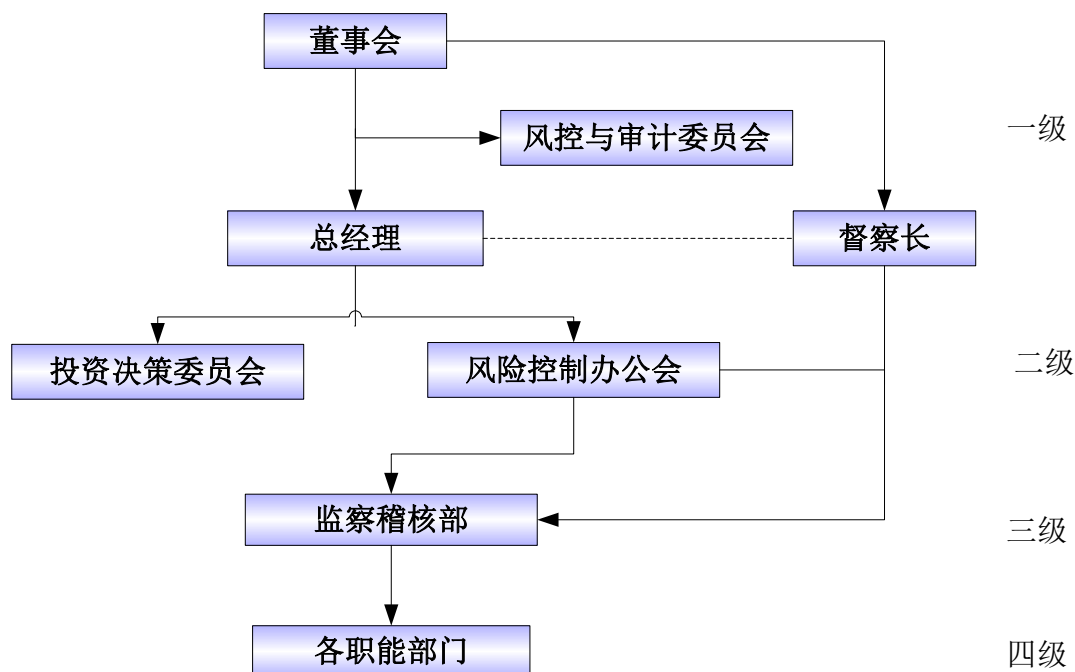 董事会
风控与审计委员会
一级
总经理
督察长
投资决策委员会
风险控制办公会
二级
监察稽核部
三级
各职能部门
四级